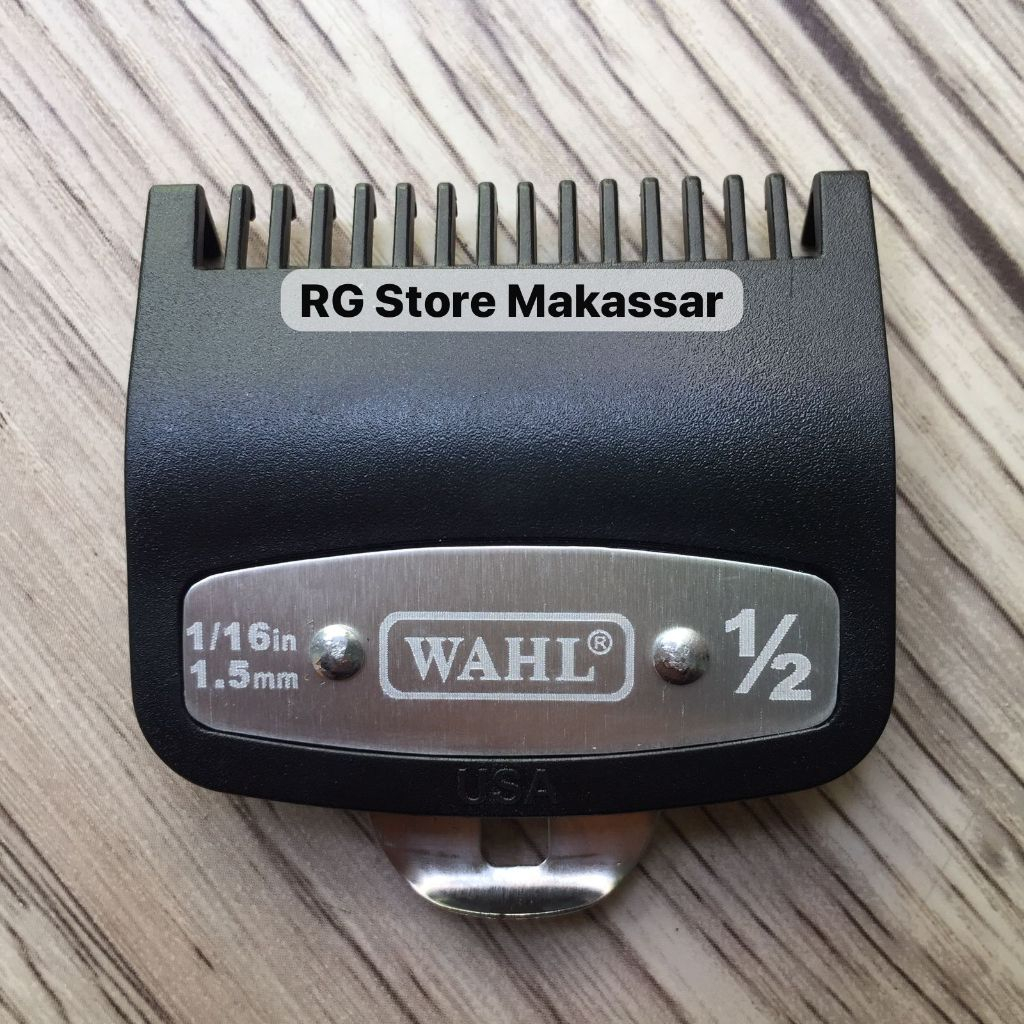 RG Store Makassar
1/16in
1.5mm
WAHL®
½
USA